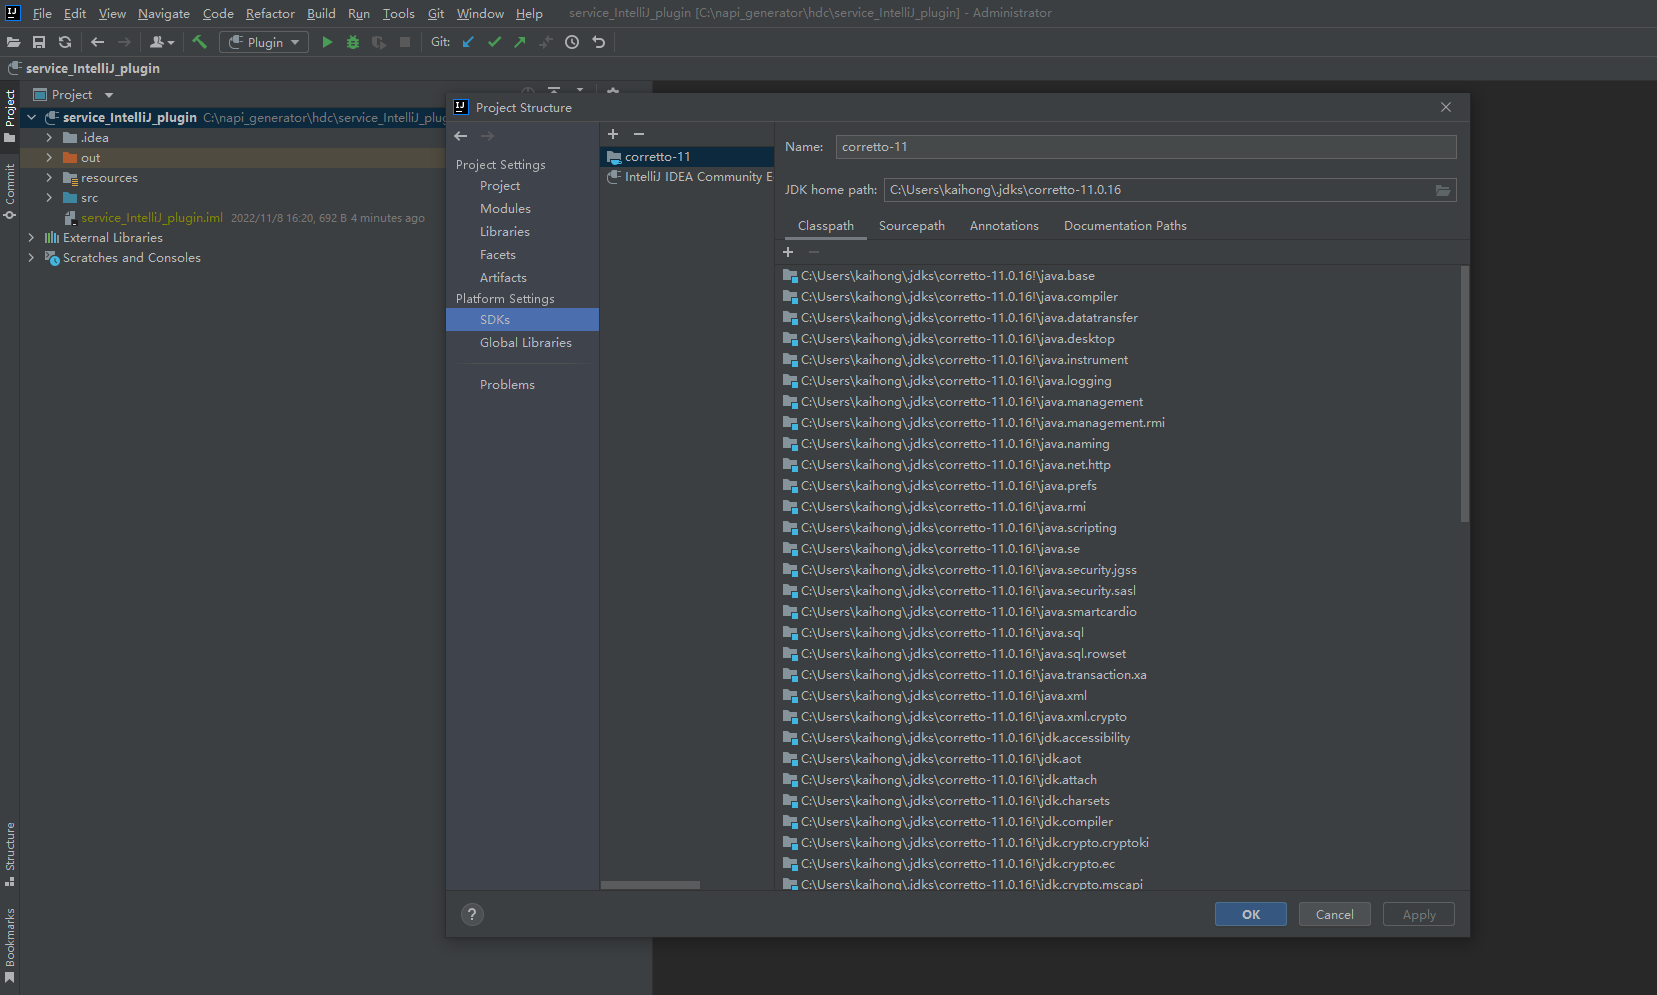 File Edit View Navigate Code Refactor Build Run Tools Git Window Help service_IntelliJ_plugin [C:\napi_generator\hdc\service_IntelliJ_plugin] - Administrator
Plugin Git:
service_IntelliJ_plugin
Project
Project
service_IntelliJ_plugin C:\napi_generator\hdc\service_IntelliJ_plug
.idea
out
resources
src
service_IntelliJ_plugin.iml 2022/11/8 16:20, 692 B 4 minutes ago
External Libraries
Scratches and Consoles
Commit
Structure
Bookmarks
Project Structure
Project Settings
Project
Modules
Libraries
Facets
Artifacts
Platform Settings
SDKs
Global Libraries
Problems
corretto-11
IntelliJ IDEA Community E
Name: corretto-11
JDK home path: C:\Users\kaihong\.jdks\corretto-11.0.16
Classpath Sourcepath Annotations Documentation Paths
C:\Users\kaihong\.jdks\corretto-11.0.16!\java.base
C:\Users\kaihong\.jdks\corretto-11.0.16!\java.compiler
C:\Users\kaihong\.jdks\corretto-11.0.16!\java.datatransfer
C:\Users\kaihong\.jdks\corretto-11.0.16!\java.desktop
C:\Users\kaihong\.jdks\corretto-11.0.16!\java.instrument
C:\Users\kaihong\.jdks\corretto-11.0.16!\java.logging
C:\Users\kaihong\.jdks\corretto-11.0.16!\java.management
C:\Users\kaihong\.jdks\corretto-11.0.16!\java.management.rmi
C:\Users\kaihong\.jdks\corretto-11.0.16!\java.naming
C:\Users\kaihong\.jdks\corretto-11.0.16!\java.net.http
C:\Users\kaihong\.jdks\corretto-11.0.16!\java.prefs
C:\Users\kaihong\.jdks\corretto-11.0.16!\java.rmi
C:\Users\kaihong\.jdks\corretto-11.0.16!\java.scripting
C:\Users\kaihong\.jdks\corretto-11.0.16!\java.se
C:\Users\kaihong\.jdks\corretto-11.0.16!\java.security.jgss
C:\Users\kaihong\.jdks\corretto-11.0.16!\java.security.sasl
C:\Users\kaihong\.jdks\corretto-11.0.16!\java.smartcardio
C:\Users\kaihong\.jdks\corretto-11.0.16!\java.sql
C:\Users\kaihong\.jdks\corretto-11.0.16!\java.sql.rowset
C:\Users\kaihong\.jdks\corretto-11.0.16!\java.transaction.xa
C:\Users\kaihong\.jdks\corretto-11.0.16!\java.xml
C:\Users\kaihong\.jdks\corretto-11.0.16!\java.xml.crypto
C:\Users\kaihong\.jdks\corretto-11.0.16!\jdk.accessibility
C:\Users\kaihong\.jdks\corretto-11.0.16!\jdk.aot
C:\Users\kaihong\.jdks\corretto-11.0.16!\jdk.attach
C:\Users\kaihong\.jdks\corretto-11.0.16!\jdk.charsets
C:\Users\kaihong\.jdks\corretto-11.0.16!\jdk.compiler
C:\Users\kaihong\.jdks\corretto-11.0.16!\jdk.crypto.cryptoki
C:\Users\kaihong\.jdks\corretto-11.0.16!\jdk.crypto.ec
C:\Users\kaihong\.jdks\corretto-11.0.16!\jdk.crypto.mscapi
? OK Cancel Apply